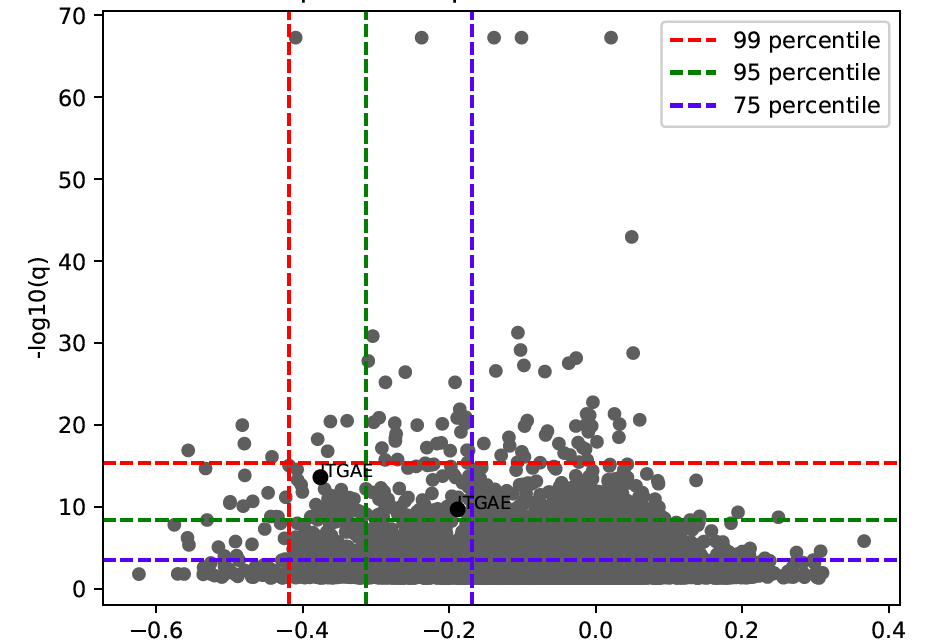 70
60
50
40
30
20
10
0
-log10(q)
99 percentile
95 percentile
75 percentile
ITGAE
ITGAE
−0.6
−0.4
−0.2
0.0
0.2
0.4